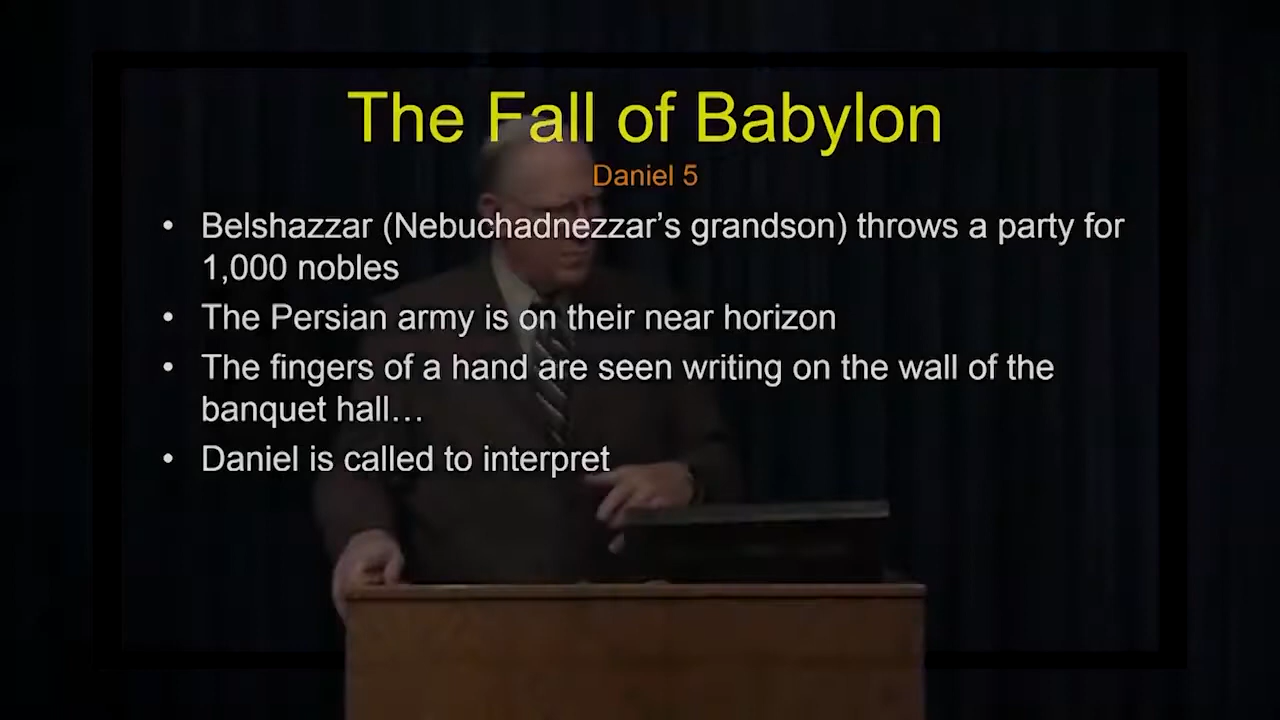 The Fall of Babylon
Daniel 5
• Belshazzar (Nebuchadnezzar's grandson) throws a party for
1,000 nobles
• The Persian army is on their near horizon
• The fingers of a hand are seen writing on the wall of the
banquet hall…
• Daniel is called to interpret